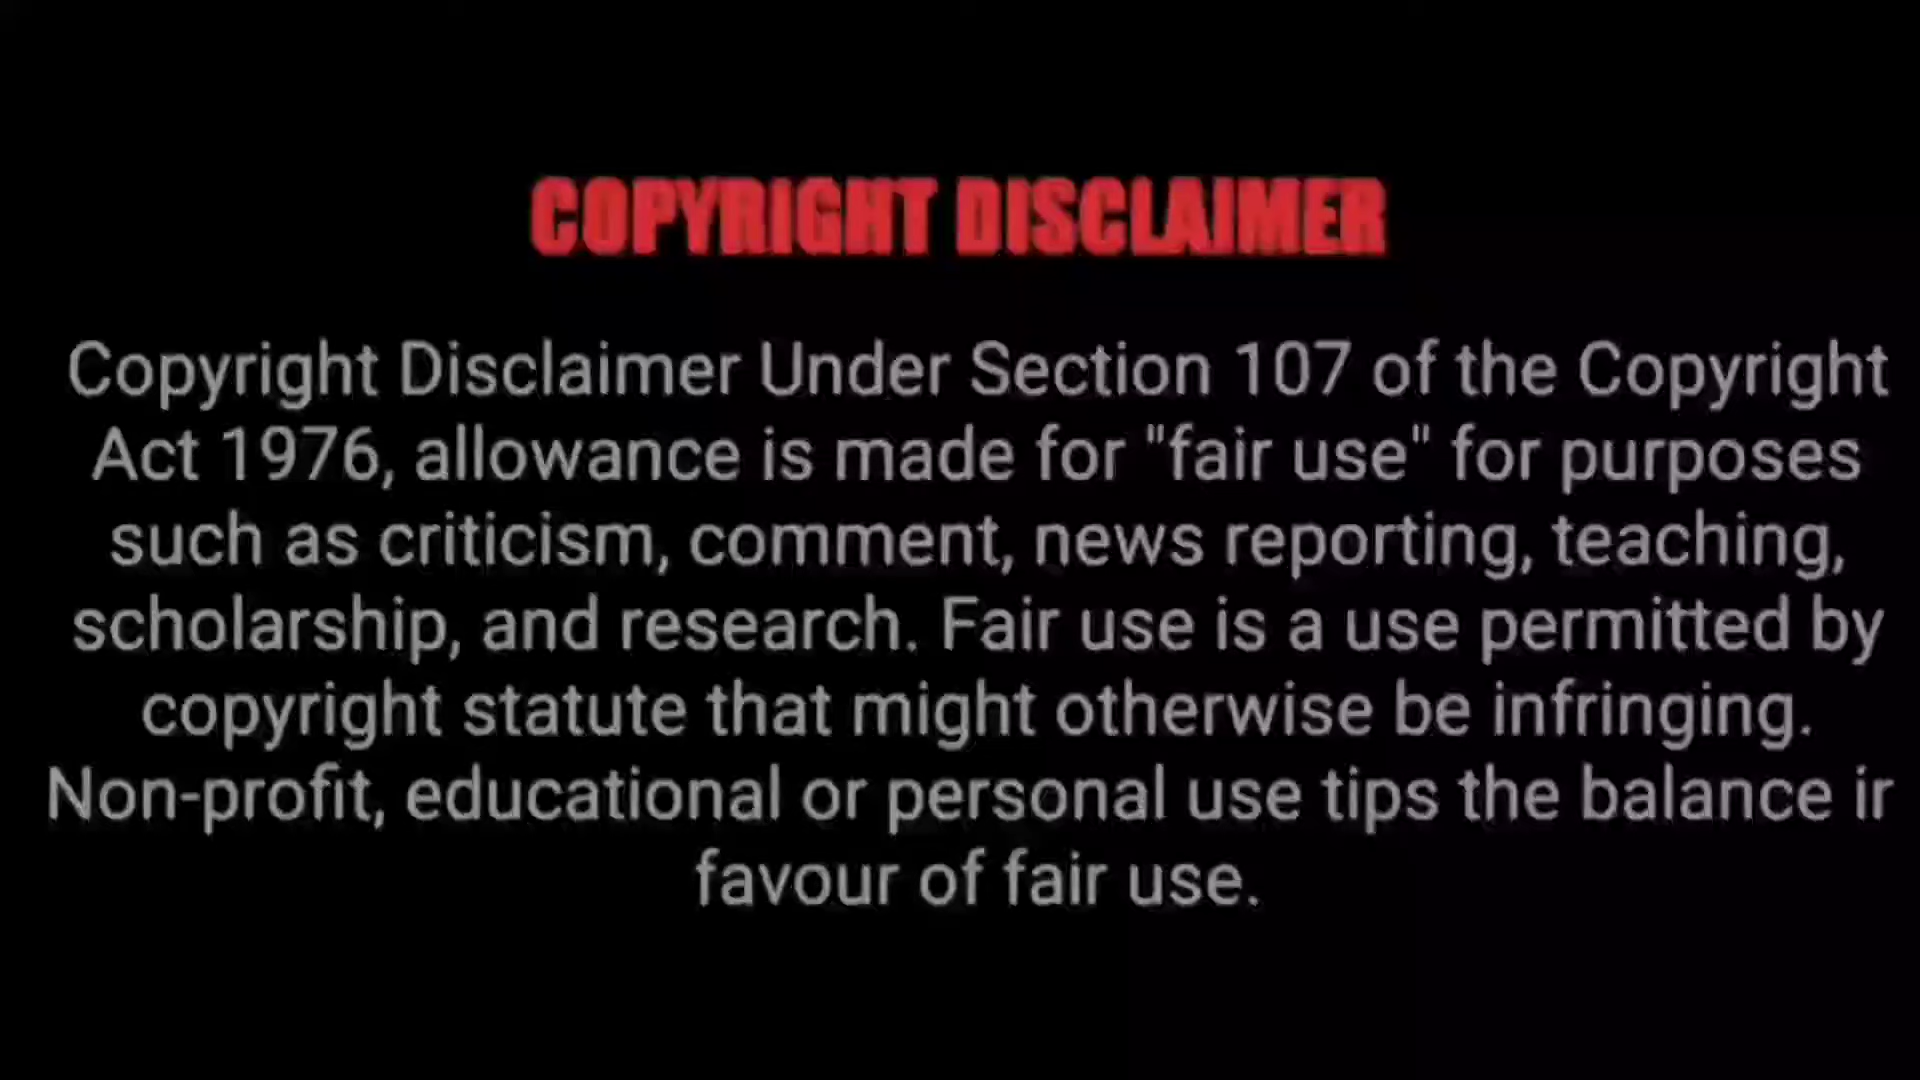 COPYRIGHT DISCLAIMER
Copyright Disclaimer Under Section 107 of the Copyright
Act 1976, allowance is made for "fair use" for purposes
such as criticism, comment, news reporting, teaching,
scholarship, and research. Fair use is a use permitted by
copyright statute that might otherwise be infringing.
Non-profit, educational or personal use tips the balance ir
favour of fair use.